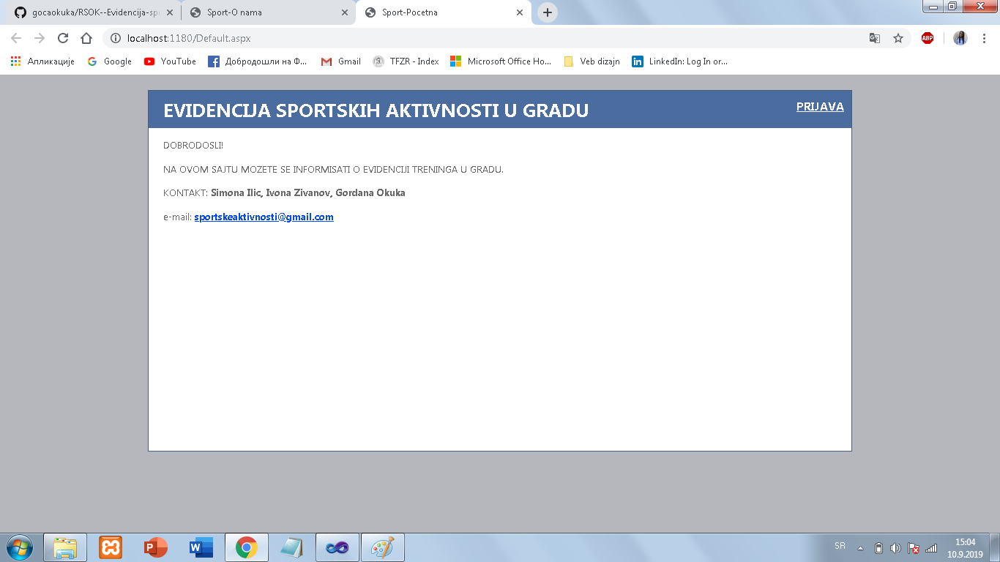 gocaokuka/RSOK--Evidencija-sp
Sport-O nama
Sport-Pocetna
localhost:1180/Default.aspx
ABP
Апликације
Google
YouTube
Добродошли на Ф...
Gmail
TFZR - Index
Microsoft Office Ho...
Veb dizajn
LinkedIn: Log In or...
EVIDENCIJA SPORTSKIH AKTIVNOSTI U GRADU
PRIJAVA
DOBRODOSLI!
NA OVOM SAJTU MOZETE SE INFORMISATI O EVIDENCIJI TRENINGA U GRADU.
KONTAKT: Simona Ilic, Ivona Zivanov, Gordana Okuka
e-mail: sportskeaktivnosti@gmail.com
SR
15:04
10.9.2019